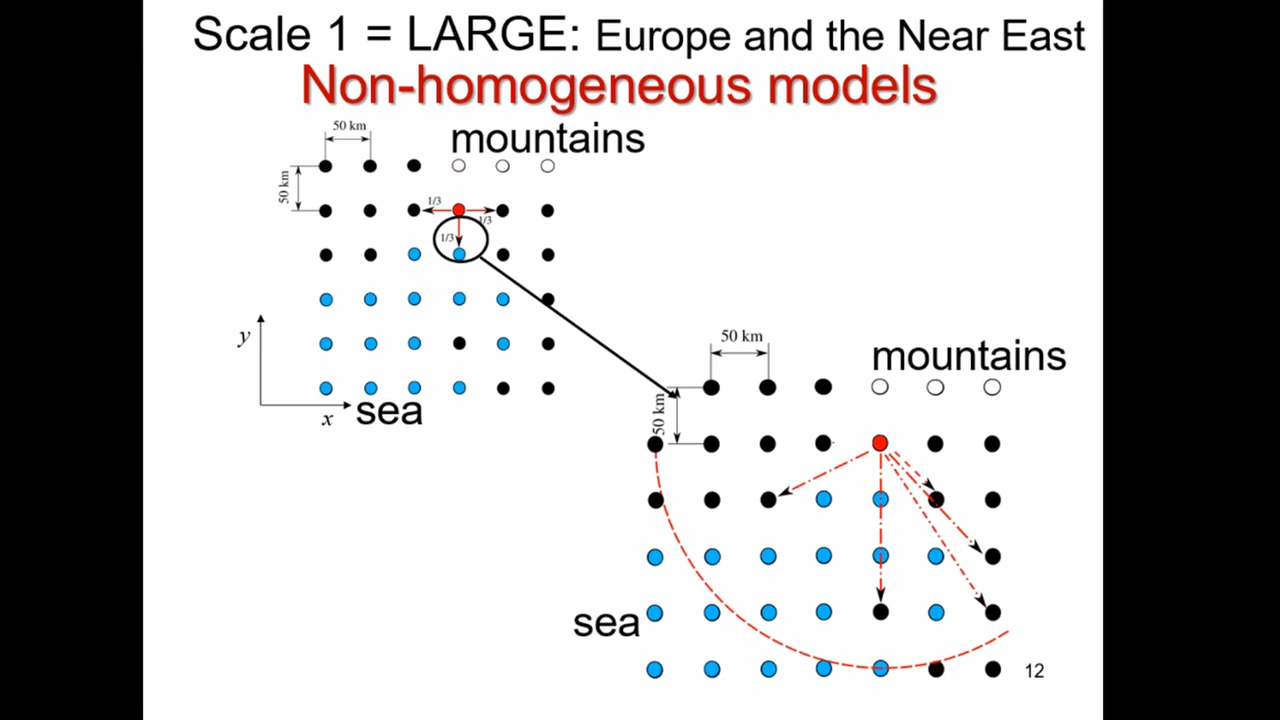 Scale 1 = LARGE: Europe and the Near East
Non-homogeneous models
50 km
mountains
50 km
1/3
1/3
1/3
y
x
sea
50 km
mountains
50 km
sea
12